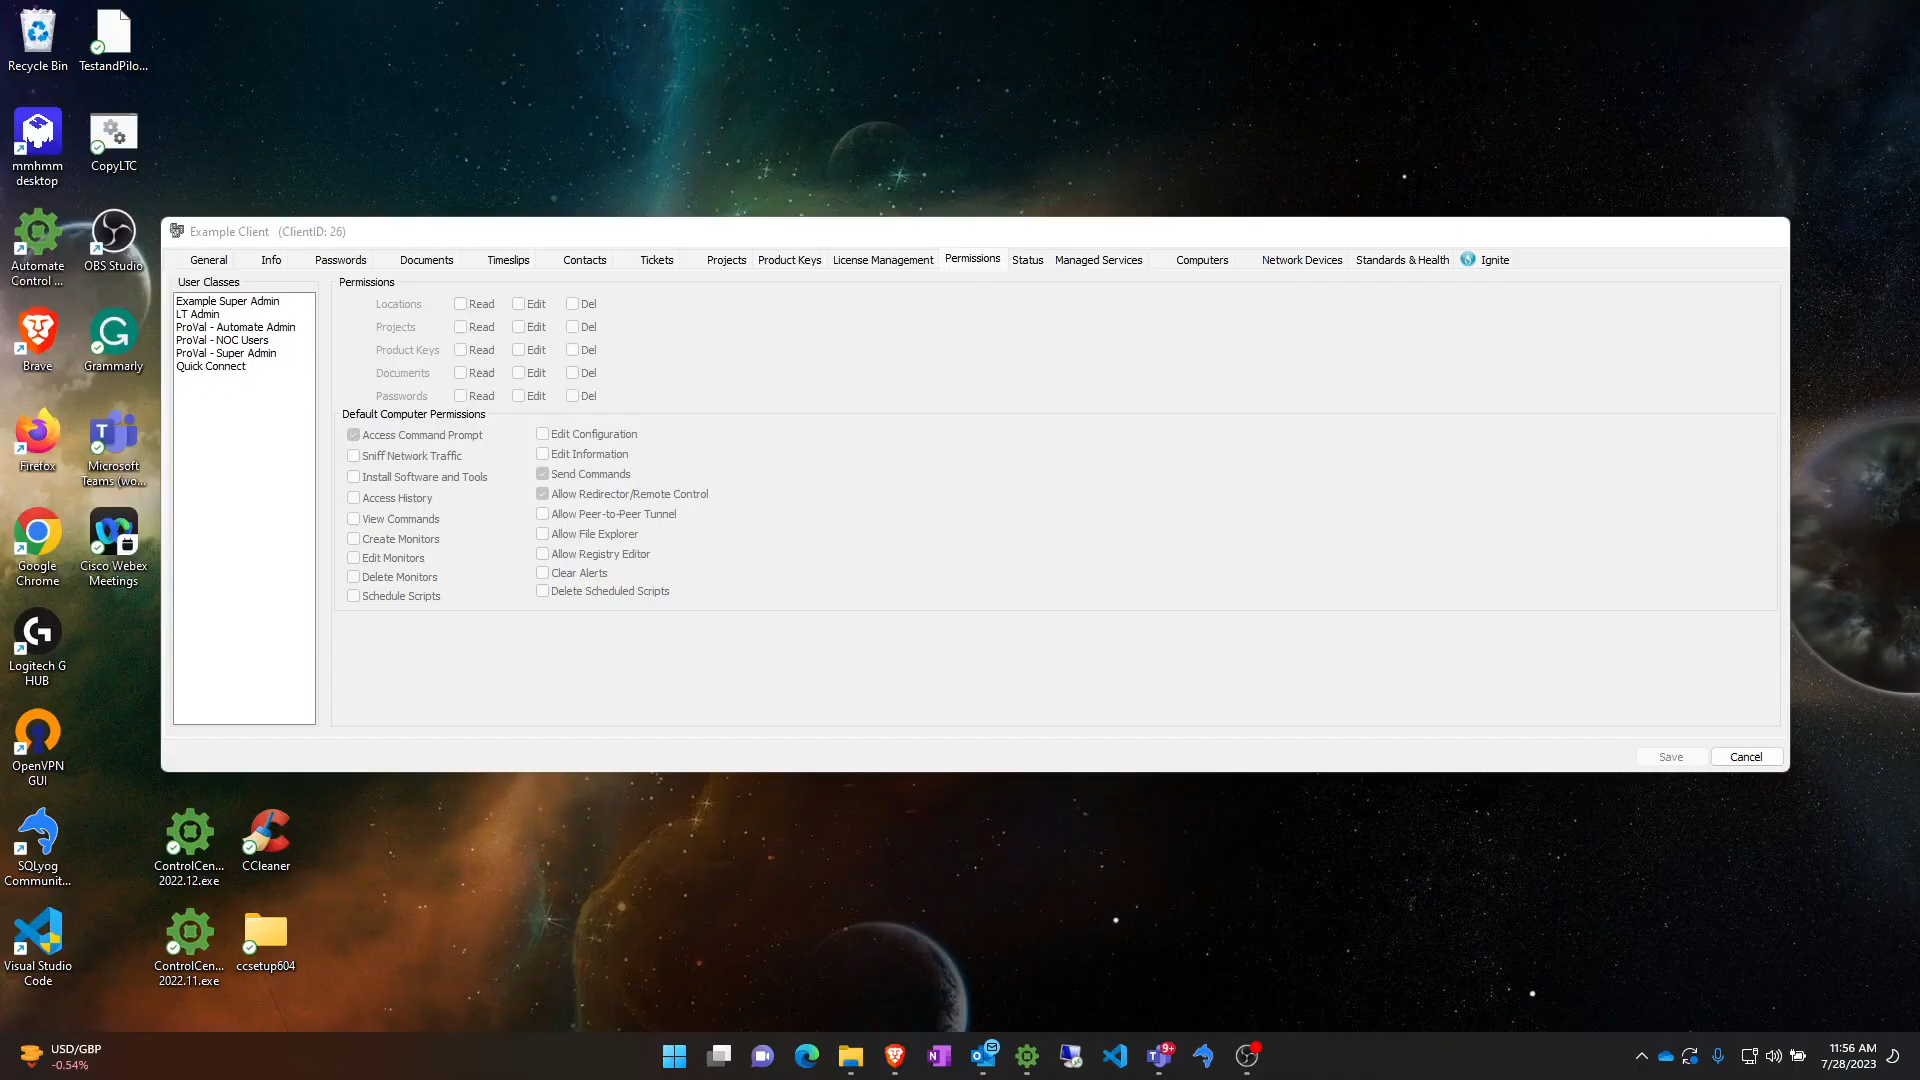 Recycle Bin
TestandPilo...
mmhmm
desktop
CopyLTC
Automate
Control ...
OBS Studio
Brave
Grammarly
Firefox
Microsoft
Teams (wo...
Google
Chrome
Cisco Webex
Meetings
Logitech G
HUB
OpenVPN
GUI
SQLyog
Communit...
ControlCen...
2022.12.exe
CCleaner
Visual Studio
Code
ControlCen...
2022.11.exe
ccsetup604
Example Client (ClientID: 26)
General Info Passwords Documents Timeslips Contacts Tickets Projects Product Keys License Management Permissions Status Managed Services Computers Network Devices Standards & Health Ignite
User Classes
Example Super Admin
LT Admin
ProVal - Automate Admin
ProVal - NOC Users
ProVal - Super Admin
Quick Connect
Permissions
Locations Read Edit Del
Projects Read Edit Del
Product Keys Read Edit Del
Documents Read Edit Del
Passwords Read Edit Del
Default Computer Permissions
Access Command Prompt
Sniff Network Traffic
Install Software and Tools
Access History
View Commands
Create Monitors
Edit Monitors
Delete Monitors
Schedule Scripts
Edit Configuration
Edit Information
Send Commands
Allow Redirector/Remote Control
Allow Peer-to-Peer Tunnel
Allow File Explorer
Allow Registry Editor
Clear Alerts
Delete Scheduled Scripts
Save Cancel
USD/GBP
-0.54%
9+
11:56 AM
7/28/2023